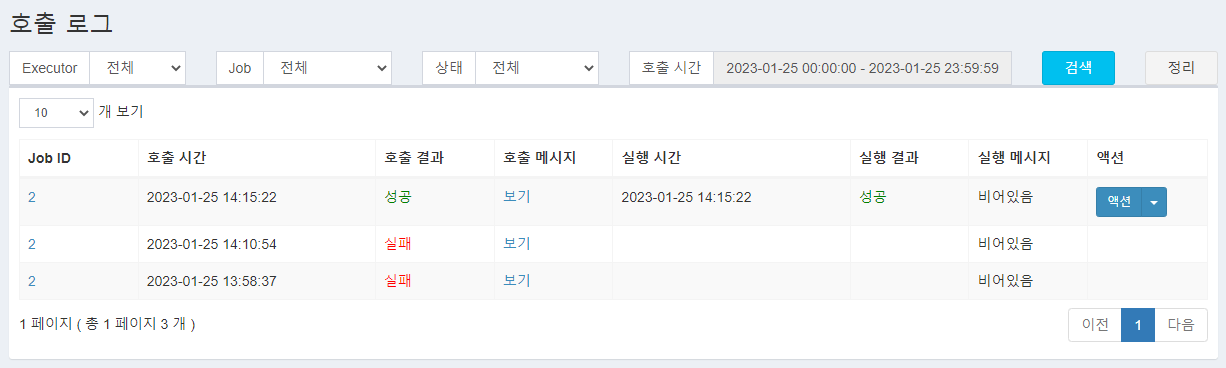 호출 로그
Executor 전체 Job 전체 상태 전체 호출 시간 2023-01-25 00:00:00 - 2023-01-25 23:59:59 검색 정리
10 개 보기
Job ID 호출 시간 호출 결과 호출 메시지 실행 시간 실행 결과 실행 메시지 액션
2 2023-01-25 14:15:22 성공 보기 2023-01-25 14:15:22 성공 비어있음 액션
2 2023-01-25 14:10:54 실패 보기 비어있음
2 2023-01-25 13:58:37 실패 보기 비어있음
1 페이지 ( 총 1 페이지 3 개 ) 이전 1 다음